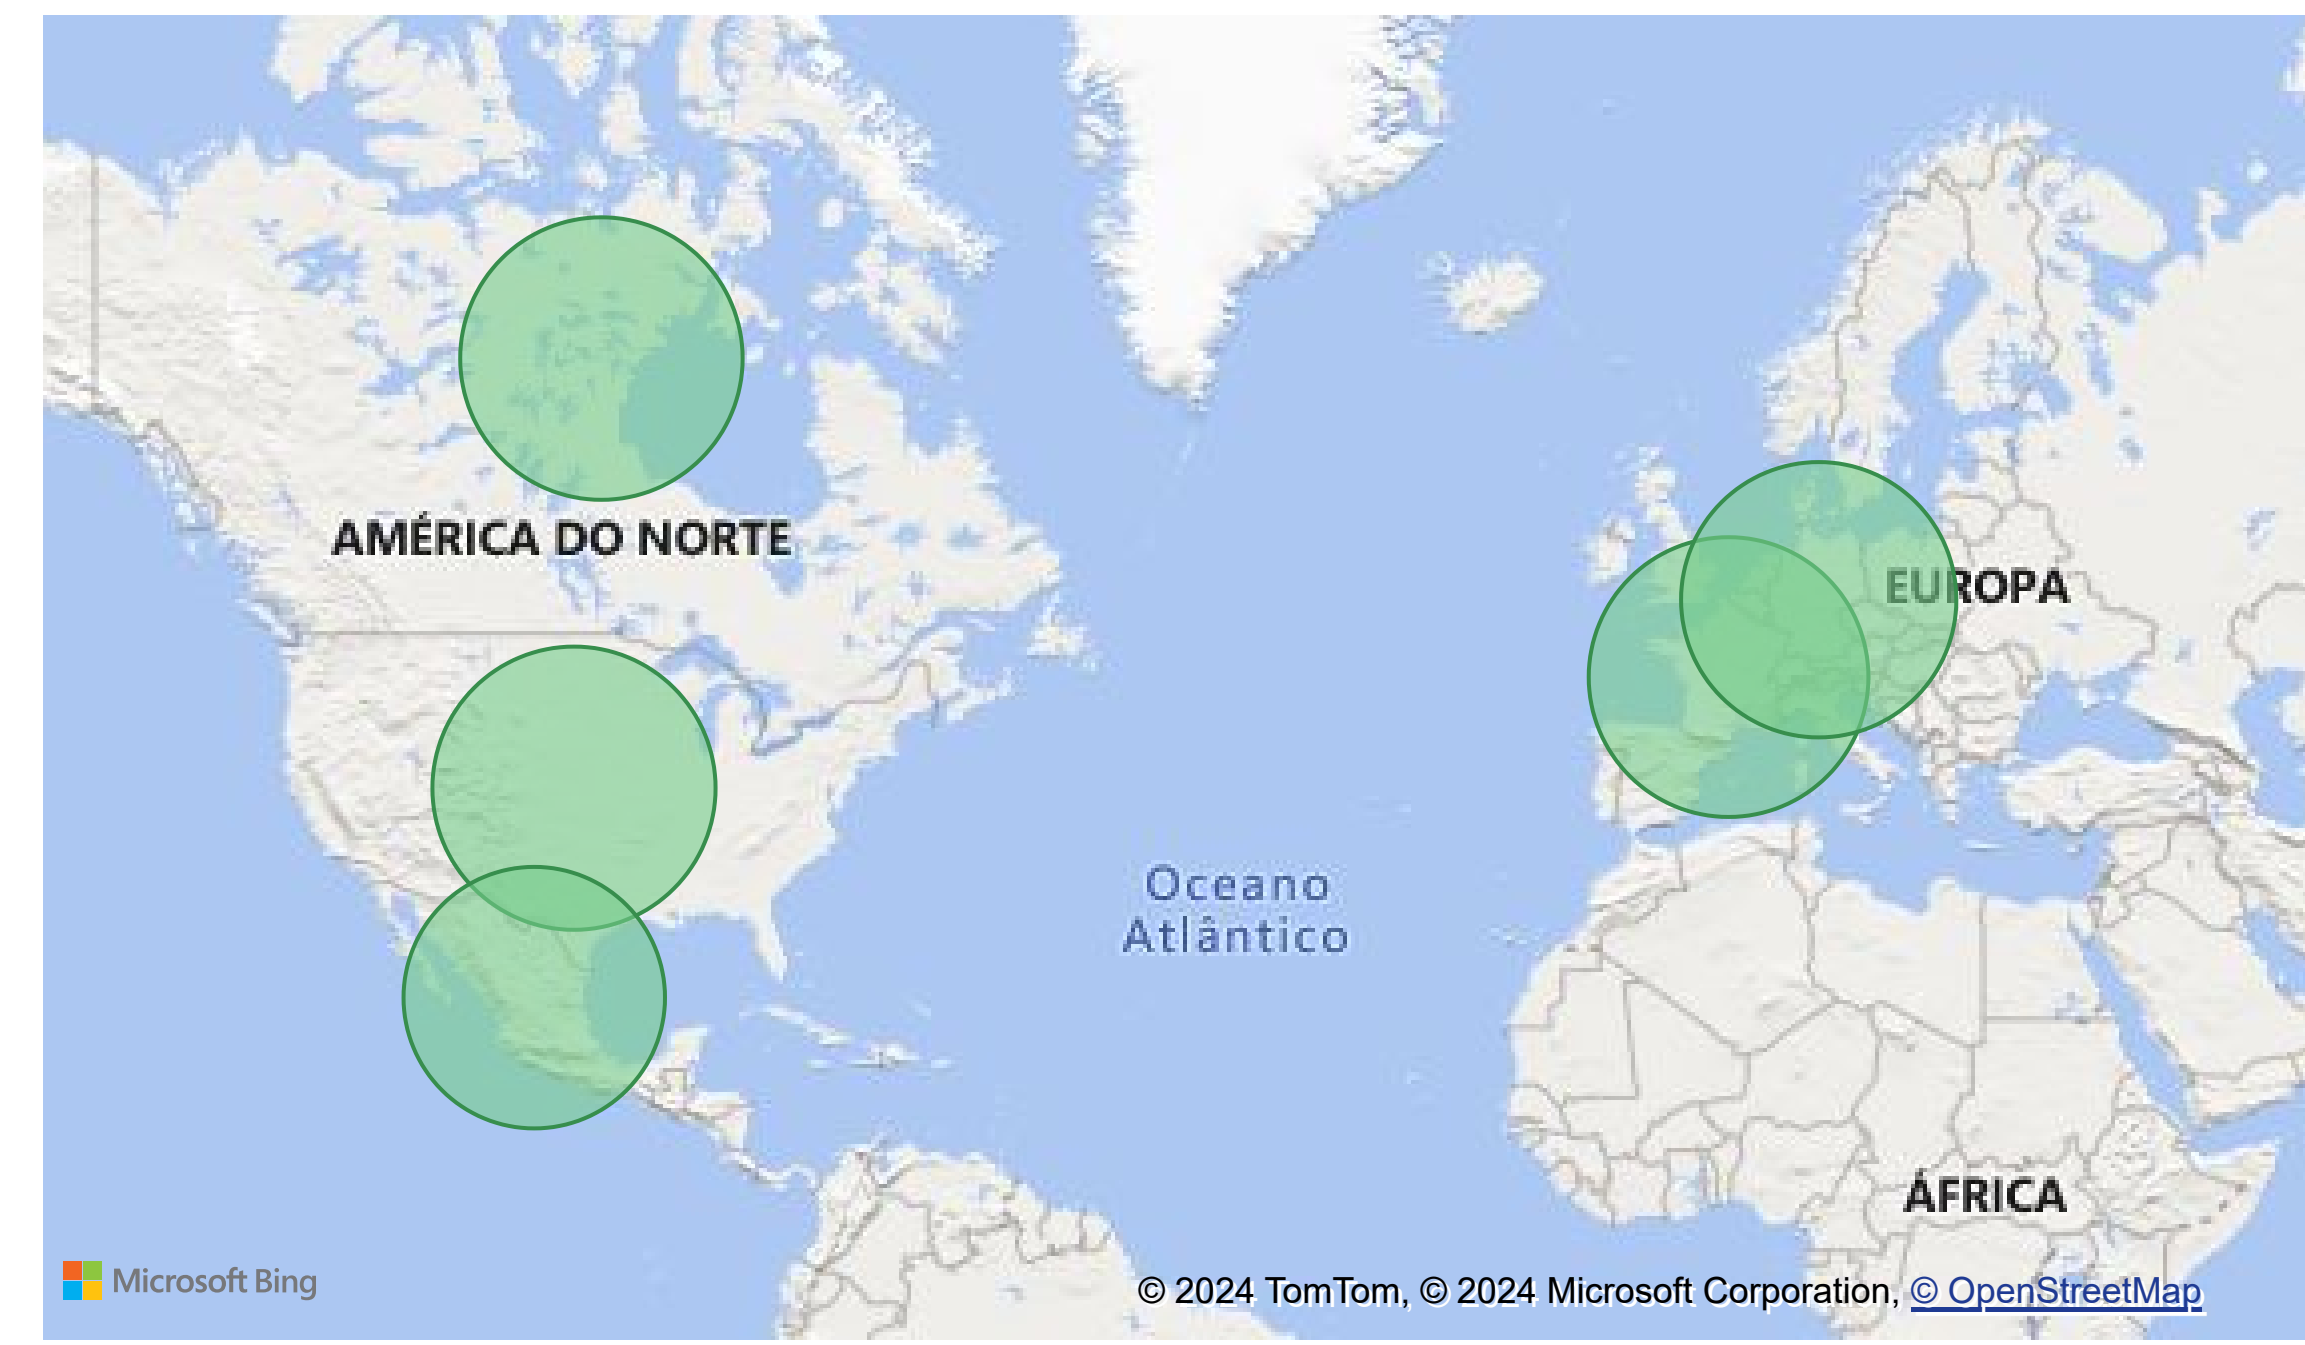 AMÉRICA DO NORTE
EUROPA
Oceano
Atlântico
ÁFRICA
Microsoft Bing
© 2024 TomTom, © 2024 Microsoft Corporation, © OpenStreetMap